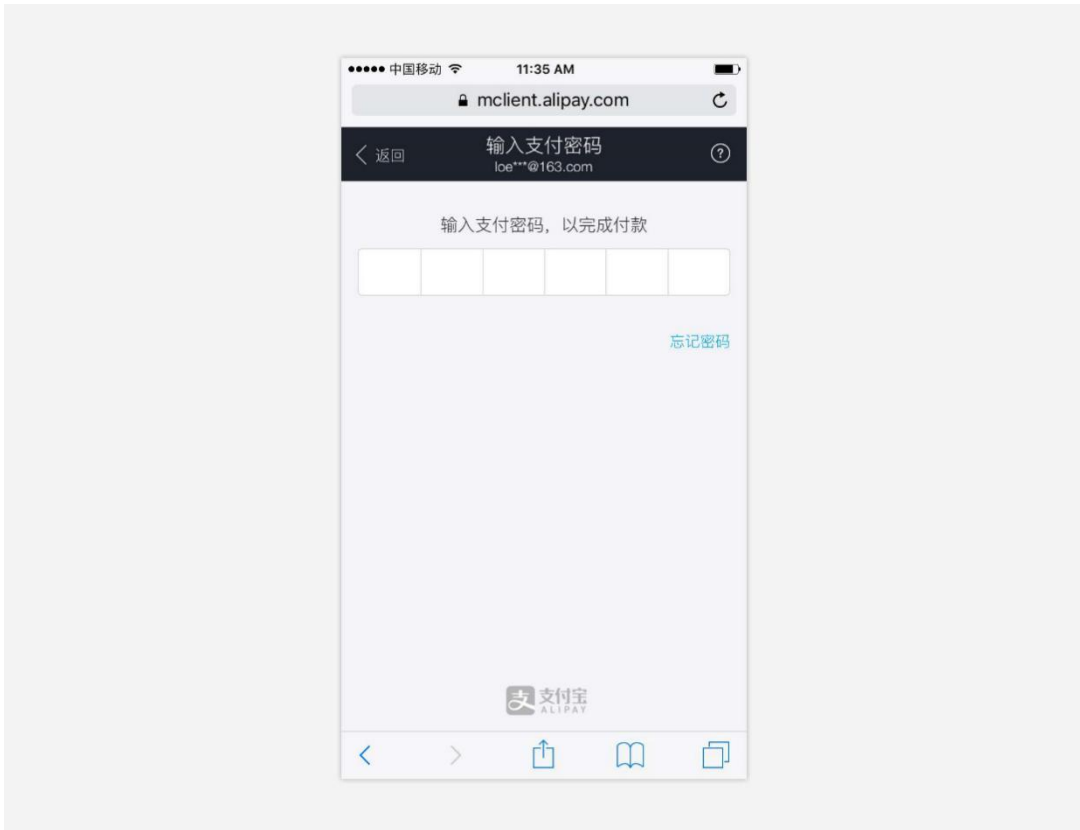 中国移动 11:35 AM
mclient.alipay.com
返回 输入支付密码
loe***@163.com
输入支付密码，以完成付款
忘记密码
支 支付宝
ALIPAY